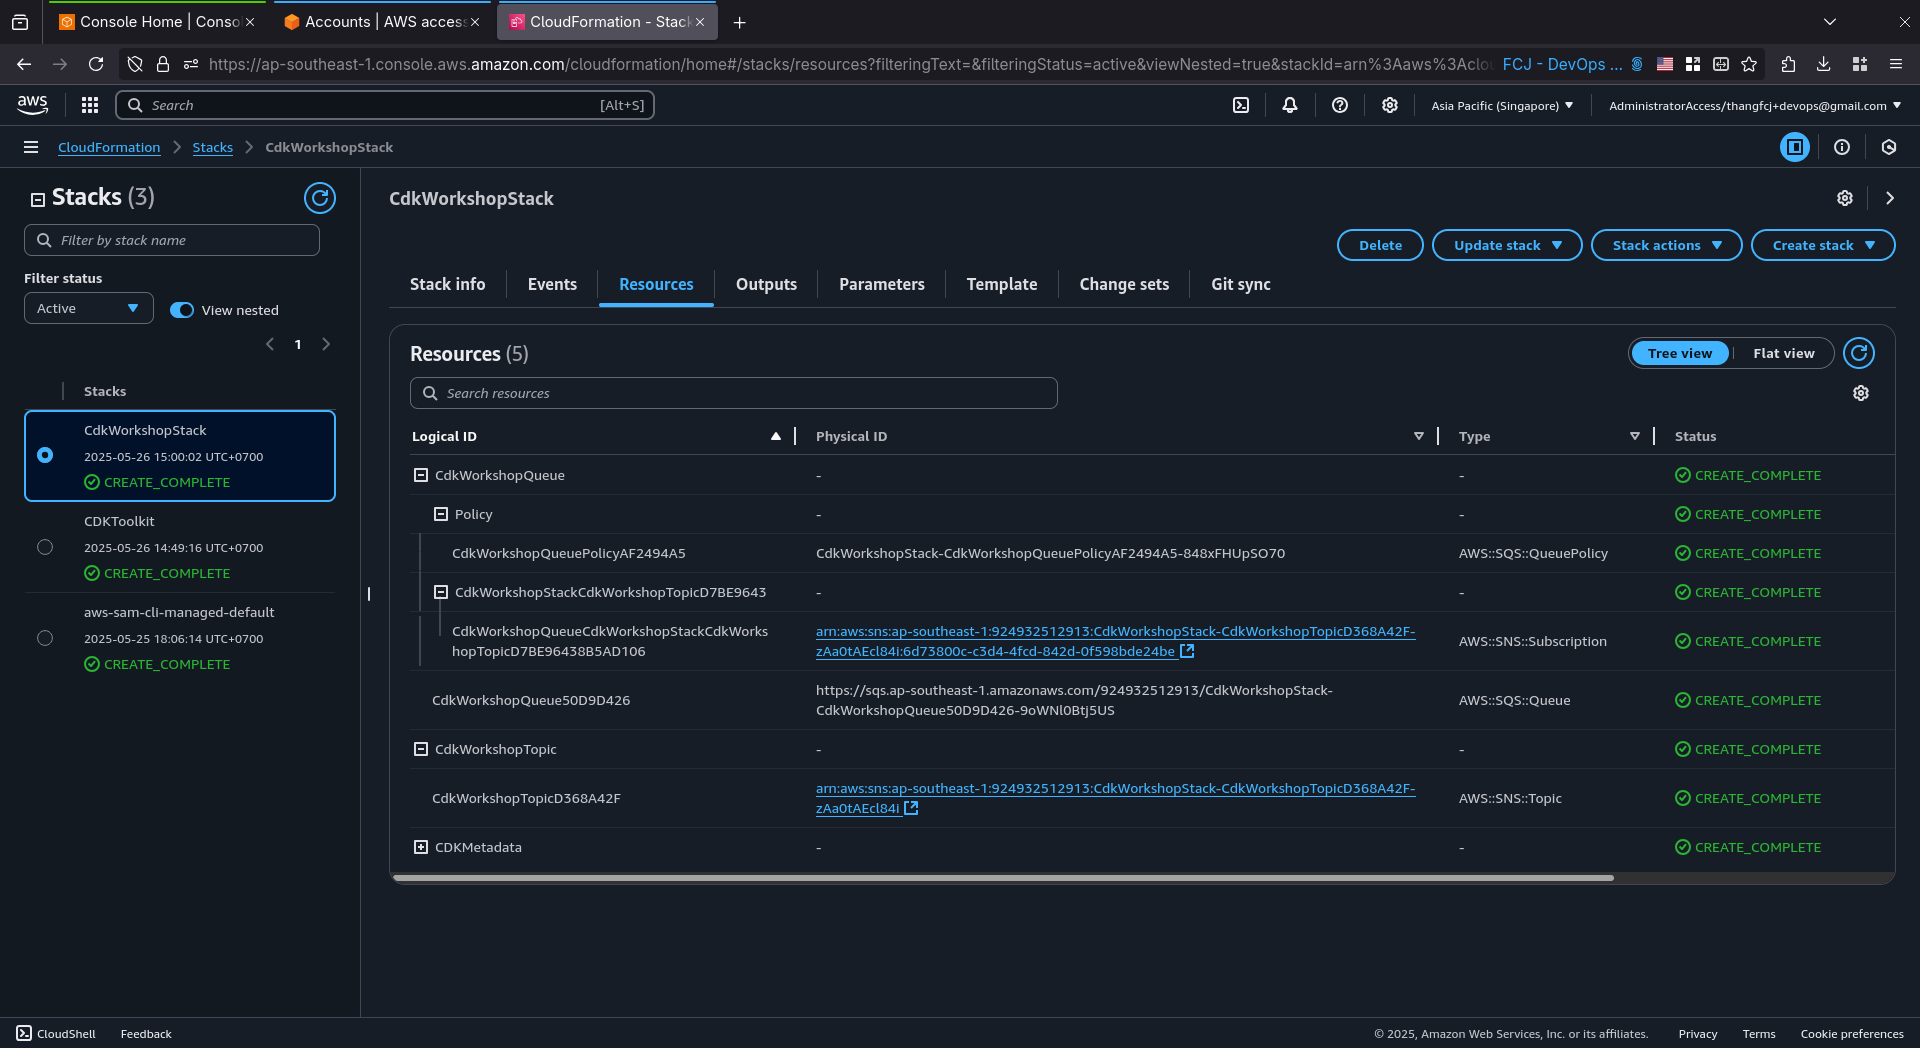 Console Home | Conso
Accounts | AWS access
CloudFormation - Stack
https://ap-southeast-1.console.aws.amazon.com/cloudformation/home#/stacks/resources?filteringText=&filteringStatus=active&viewNested=true&stackId=arn%3Aaws%3Aclo
FCJ - DevOps ...
aws
Search
[Alt+S]
Asia Pacific (Singapore)
AdministratorAccess/thangfcj+devops@gmail.com
CloudFormation
Stacks
CdkWorkshopStack
Stacks (3)
Filter by stack name
Filter status
Active
View nested
1
Stacks
CdkWorkshopStack
2025-05-26 15:00:02 UTC+0700
CREATE_COMPLETE
CDKToolkit
2025-05-26 14:49:16 UTC+0700
CREATE_COMPLETE
aws-sam-cli-managed-default
2025-05-25 18:06:14 UTC+0700
CREATE_COMPLETE
CdkWorkshopStack
Delete
Update stack
Stack actions
Create stack
Stack info
Events
Resources
Outputs
Parameters
Template
Change sets
Git sync
Resources (5)
Tree view
Flat view
Search resources
Logical ID
Physical ID
Type
Status
CdkWorkshopQueue - - CREATE_COMPLETE
Policy - - CREATE_COMPLETE
CdkWorkshopQueuePolicyAF2494A5 CdkWorkshopStack-CdkWorkshopQueuePolicyAF2494A5-848xFHUpSO70 AWS::SQS::QueuePolicy CREATE_COMPLETE
CdkWorkshopStackCdkWorkshopTopicD7BE9643 - - CREATE_COMPLETE
CdkWorkshopQueueCdkWorkshopStackCdkWorks
hopTopicD7BE96438B5AD106
arn:aws:sns:ap-southeast-1:924932512913:CdkWorkshopStack-CdkWorkshopTopicD368A42F-
zAa0tAEcl84i:6d73800c-c3d4-4fcd-842d-0f598bde24be
AWS::SNS::Subscription
CREATE_COMPLETE
CdkWorkshopQueue50D9D426
https://sqs.ap-southeast-1.amazonaws.com/924932512913/CdkWorkshopStack-
CdkWorkshopQueue50D9D426-9oWNl0Btj5US
AWS::SQS::Queue
CREATE_COMPLETE
CdkWorkshopTopic - - CREATE_COMPLETE
CdkWorkshopTopicD368A42F
arn:aws:sns:ap-southeast-1:924932512913:CdkWorkshopStack-CdkWorkshopTopicD368A42F-
zAa0tAEcl84i
AWS::SNS::Topic
CREATE_COMPLETE
CDKMetadata - - CREATE_COMPLETE
CloudShell
Feedback
© 2025, Amazon Web Services, Inc. or its affiliates.
Privacy
Terms
Cookie preferences